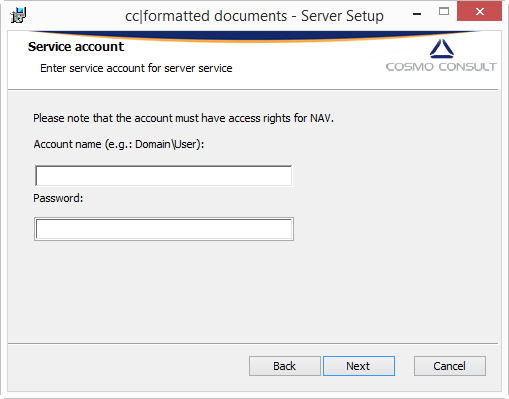 cc|formatted documents - Server Setup
Service account
Enter service account for server service
COSMO CONSULT
Please note that the account must have access rights for NAV.
Account name (e.g.: Domain\User):
Password:
Back
Next
Cancel